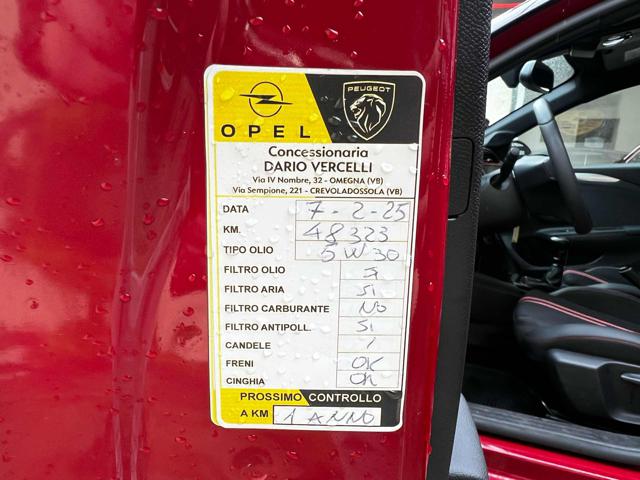 OPEL
PEUGEOT
Concessionaria
DARIO VERCELLI
Via IV Nombre, 32 - OMEGNA (VB)
Via Sempione, 221 - CREVOLADOSSOLA (VB)
DATA 7-2-25
KM. 48323
TIPO OLIO 5W30
FILTRO OLIO SI
FILTRO ARIA SI
FILTRO CARBURANTE NO
FILTRO ANTIPOLL. SI
CANDELE /
FRENI OK
CINGHIA OK
PROSSIMO CONTROLLO
A KM 1 ANNO